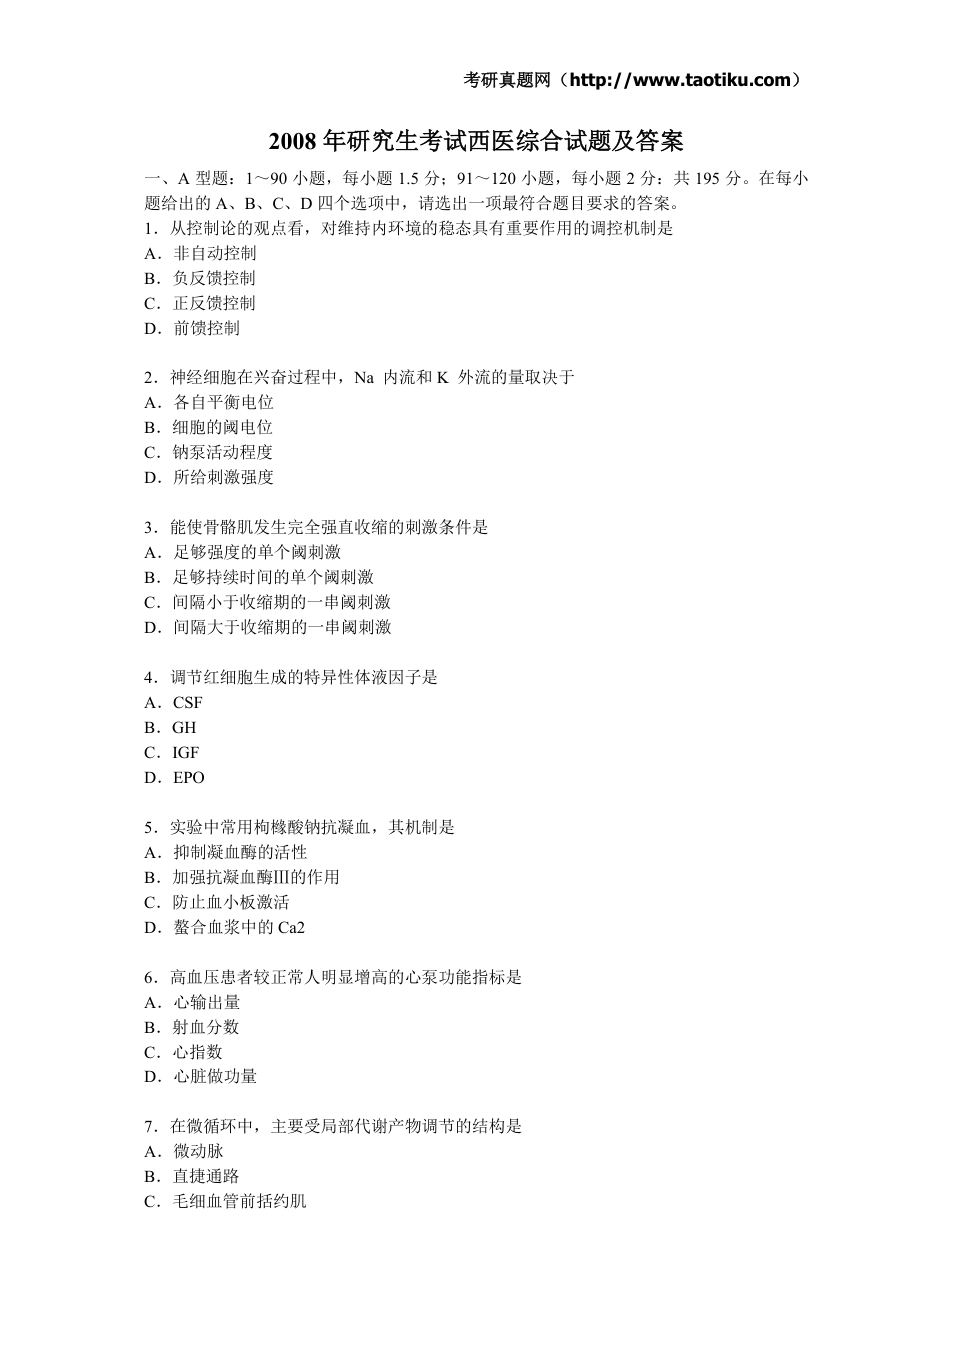 考研真题网（http://www.taotiku.com）
2008 年研究生考试西医综合试题及答案
一、A 型题：1～90 小题，每小题 1.5 分；91～120 小题，每小题 2 分：共 195 分。在每小
题给出的 A、B、C、D 四个选项中，请选出一项最符合题目要求的答案。
1．从控制论的观点看，对维持内环境的稳态具有重要作用的调控机制是
A．非自动控制
B．负反馈控制
C．正反馈控制
D．前馈控制
2．神经细胞在兴奋过程中，Na 内流和 K 外流的量取决于
A．各自平衡电位
B．细胞的阈电位
C．钠泵活动程度
D．所给刺激强度
3．能使骨骼肌发生完全强直收缩的刺激条件是
A．足够强度的单个阈刺激
B．足够持续时间的单个阈刺激
C．间隔小于收缩期的一串阈刺激
D．间隔大于收缩期的一串阈刺激
4．调节红细胞生成的特异性体液因子是
A．CSF
B．GH
C．IGF
D．EPO
5．实验中常用枸橼酸钠抗凝血，其机制是
A．抑制凝血酶的活性
B．加强抗凝血酶Ⅲ的作用
C．防止血小板激活
D．螯合血浆中的 Ca2
6．高血压患者较正常人明显增高的心泵功能指标是
A．心输出量
B．射血分数
C．心指数
D．心脏做功量
7．在微循环中，主要受局部代谢产物调节的结构是
A．微动脉
B．直捷通路
C．毛细血管前括约肌